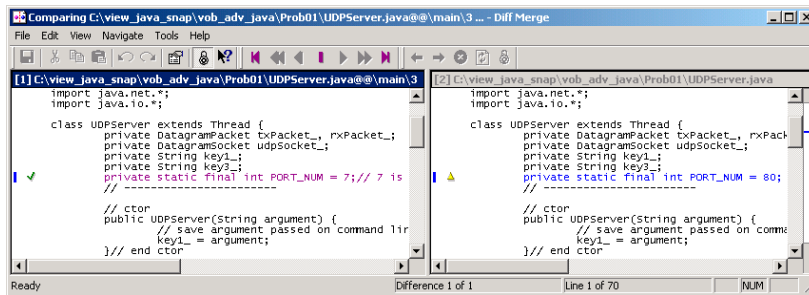 Comparing C:\view_java_snap\vob_adv_java\Prob01\UDPServer.java@@\main\3 ... - Diff Merge
File Edit View Navigate Tools Help
[1] C:\view_java_snap\vob_adv_java\Prob01\UDPServer.java@@\main\3
import java.net.*;
import java.io.*;
class UDPServer extends Thread {
private DatagramPacket txPacket_, rxPacket_;
private DatagramSocket udpSocket_;
private String key1_;
private String key3_;
private static final int PORT_NUM = 7;// 7 is
// -----------------------
// ctor
public UDPServer(String argument) {
// save argument passed on command lin
key1_ = argument;
}// end ctor
[2] C:\view_java_snap\vob_adv_java\Prob01\UDPServer.java
import java.net.*;
import java.io.*;
class UDPServer extends Thread {
private DatagramPacket txPacket_, rxPack
private DatagramSocket udpSocket_;
private String key1_;
private String key3_;
private static final int PORT_NUM = 80;
// -----------------------
// ctor
public UDPServer(String argument) {
// save argument passed on comma
key1_ = argument;
}// end ctor
Ready Difference 1 of 1 Line 1 of 70 NUM